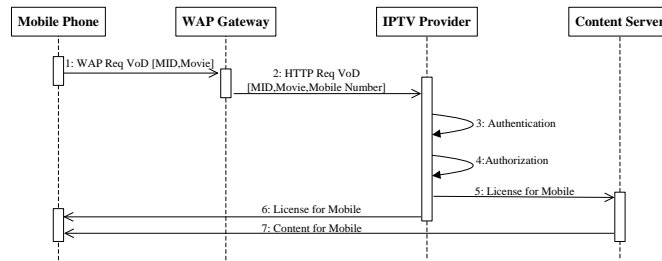 Mobile Phone
WAP Gateway
IPTV Provider
Content Server
1: WAP Req VoD [MID,Movie]
2: HTTP Req VoD
[MID,Movie,Mobile Number]
3: Authentication
4:Authorization
5: License for Mobile
6: License for Mobile
7: Content for Mobile